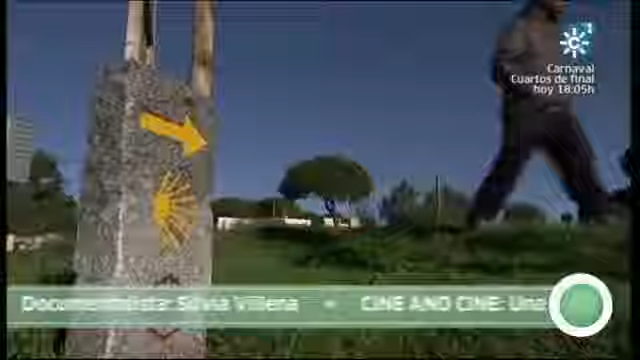 Carnaval
Cuartos de final
hoy 18:05h
Documentalista: Silvia Villena - CINE AND CINE: Una